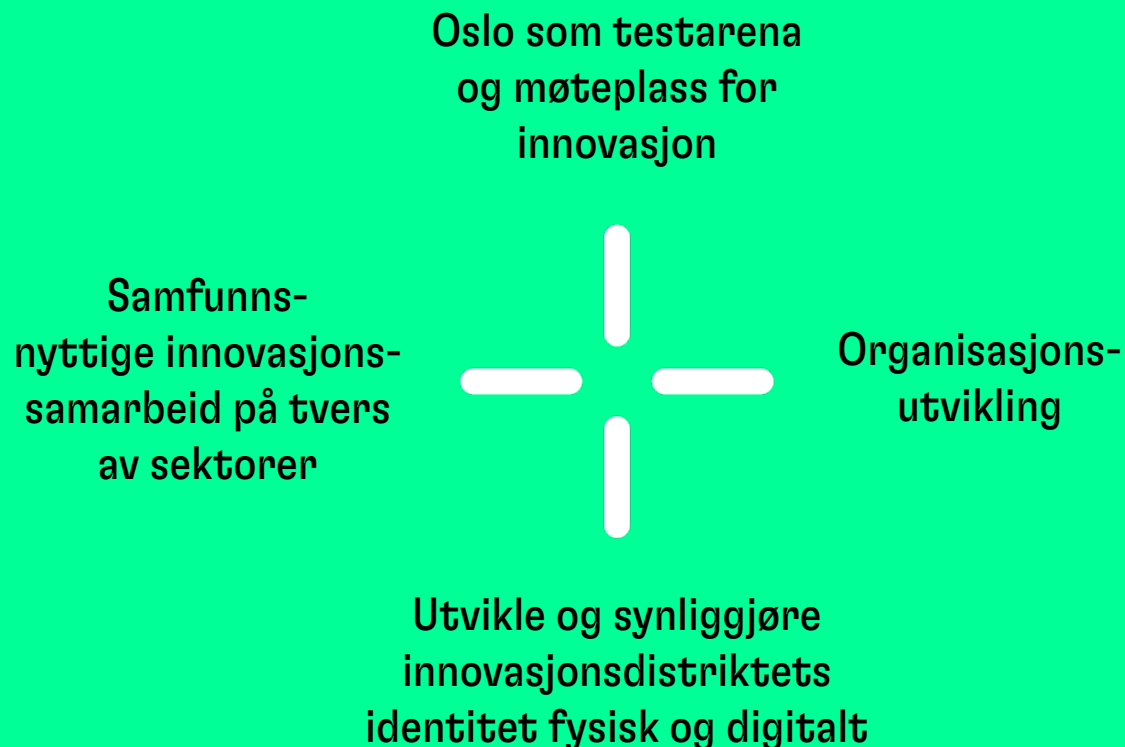 Oslo som testarena
og møteplass for
innovasjon
Samfunns-
nyttige innovasjons-
samarbeid på tvers
av sektorer
Organisasjons-
utvikling
Utvikle og synliggjøre
innovasjonsdistriktets
identitet fysisk og digitalt